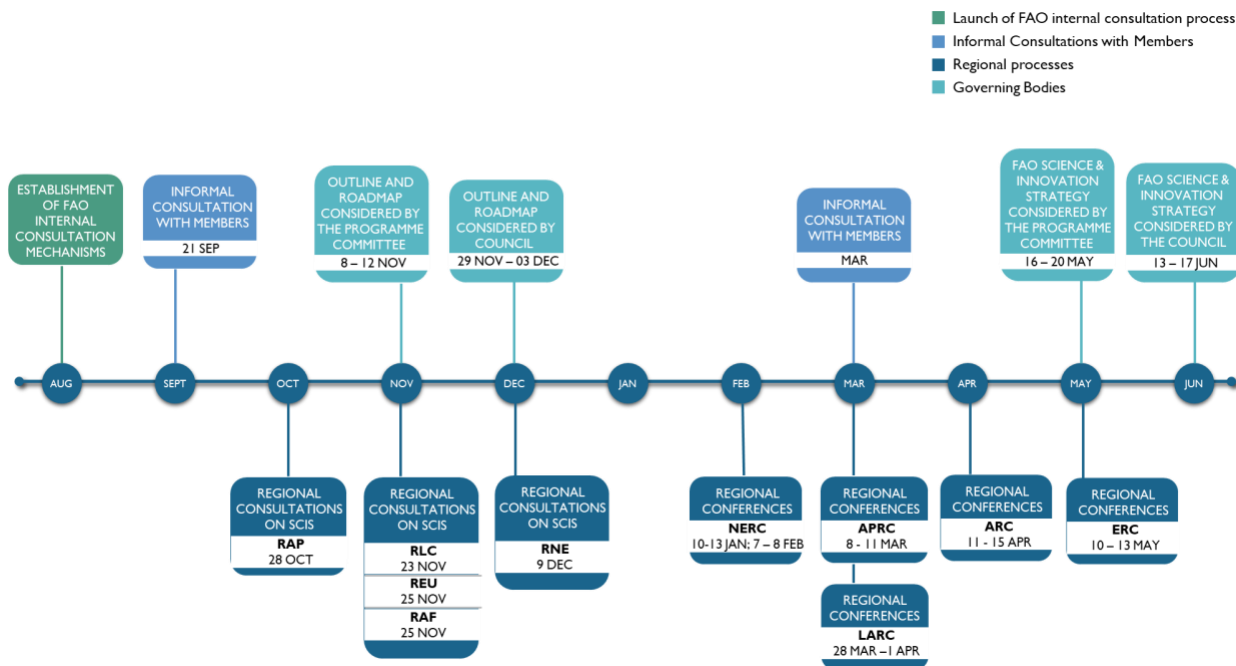 Launch of FAO internal consultation process
Informal Consultations with Members
Regional processes
Governing Bodies
ESTABLISHMENT
OF FAO
INTERNAL
CONSULTATION
MECHANISMS
INFORMAL
CONSULTATION
WITH MEMBERS
21 SEP
OUTLINE AND
ROADMAP
CONSIDERED BY
THE PROGRAMME
COMMITTEE
8 – 12 NOV
OUTLINE AND
ROADMAP
CONSIDERED BY
COUNCIL
29 NOV – 03 DEC
INFORMAL
CONSULTATION
WITH MEMBERS
MAR
FAO SCIENCE &
INNOVATION
STRATEGY
CONSIDERED BY
THE PROGRAMME
COMMITTEE
16 – 20 MAY
FAO SCIENCE &
INNOVATION
STRATEGY
CONSIDERED BY
THE COUNCIL
13 – 17 JUN
AUG
SEPT
OCT
NOV
DEC
JAN
FEB
MAR
APR
MAY
JUN
REGIONAL
CONSULTATIONS
ON SCIS
RAP
28 OCT
REGIONAL
CONSULTATIONS
ON SCIS
RLC
23 NOV
REU
25 NOV
RAF
25 NOV
REGIONAL
CONSULTATIONS
ON SCIS
RNE
9 DEC
REGIONAL
CONFERENCES
NERC
10-13 JAN; 7 – 8 FEB
REGIONAL
CONFERENCES
APRC
8 - 11 MAR
REGIONAL
CONFERENCES
LARC
28 MAR –1 APR
REGIONAL
CONFERENCES
ARC
11 - 15 APR
REGIONAL
CONFERENCES
ERC
10 – 13 MAY